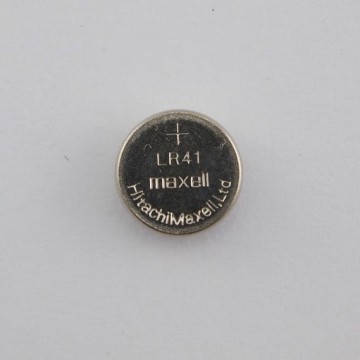 +
LR41
maxell
HitachiMaxell,Ltd.